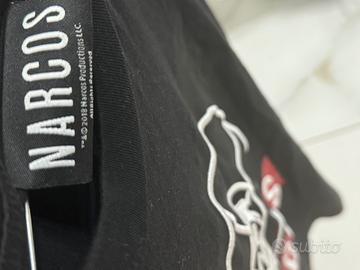 NARCOS
™&©2018 Narcos Productions LLC.
All Rights Reserved
S
subito